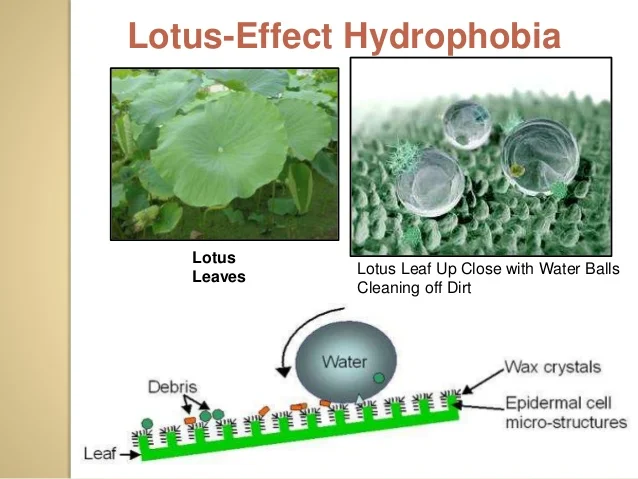 Lotus-Effect Hydrophobia
Lotus
Leaves
Lotus Leaf Up Close with Water Balls
Cleaning off Dirt
Water
Debris
Wax crystals
Epidermal cell
micro-structures
Leaf